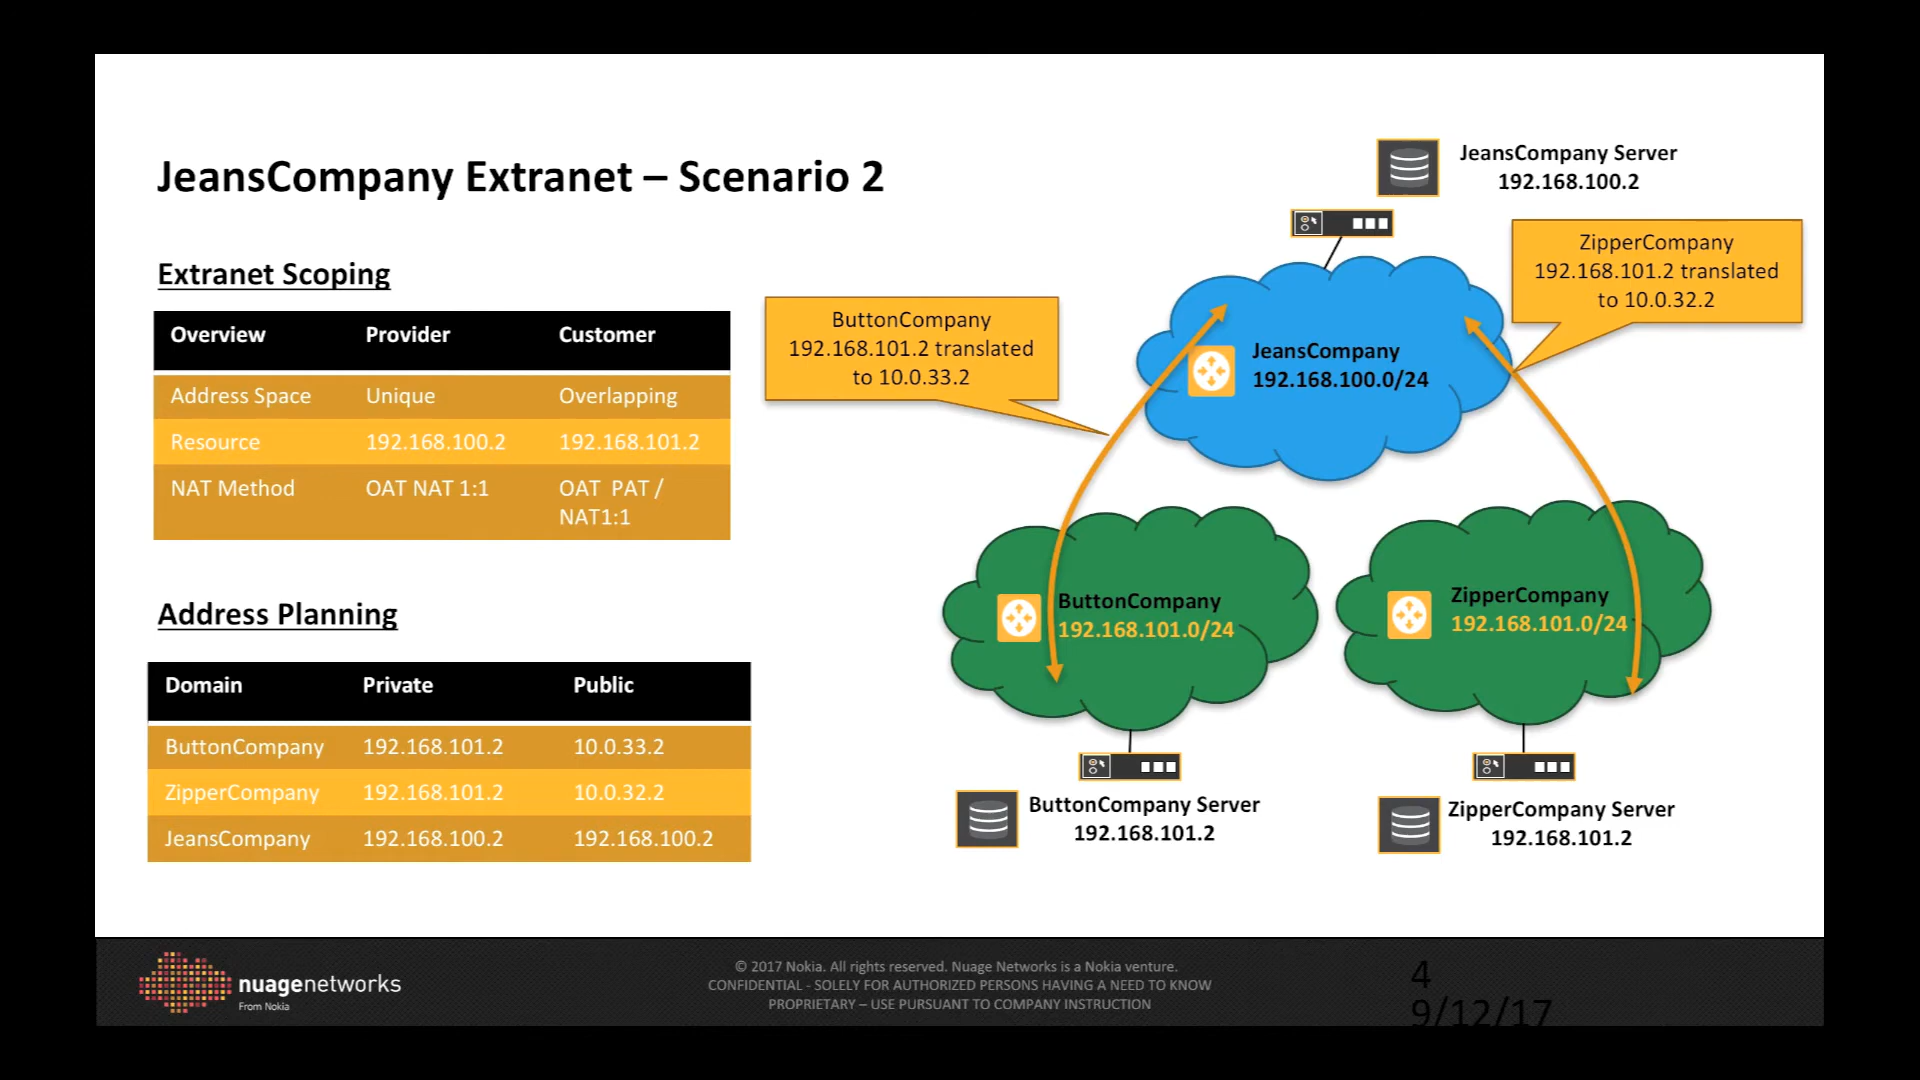 JeansCompany Extranet – Scenario 2
Extranet Scoping
Overview Provider Customer
Address Space Unique Overlapping
Resource 192.168.100.2 192.168.101.2
NAT Method OAT NAT 1:1 OAT PAT /
NAT1:1
Address Planning
Domain Private Public
ButtonCompany 192.168.101.2 10.0.33.2
ZipperCompany 192.168.101.2 10.0.32.2
JeansCompany 192.168.100.2 192.168.100.2
JeansCompany Server
192.168.100.2
ZipperCompany
192.168.101.2 translated
to 10.0.32.2
ButtonCompany
192.168.101.2 translated
to 10.0.33.2
JeansCompany
192.168.100.0/24
ButtonCompany
192.168.101.0/24
ZipperCompany
192.168.101.0/24
ButtonCompany Server
192.168.101.2
ZipperCompany Server
192.168.101.2
nuagenetworks
From Nokia
© 2017 Nokia. All rights reserved. Nuage Networks is a Nokia venture.
CONFIDENTIAL - SOLELY FOR AUTHORIZED PERSONS HAVING A NEED TO KNOW
PROPRIETARY – USE PURSUANT TO COMPANY INSTRUCTION
4
9/12/17